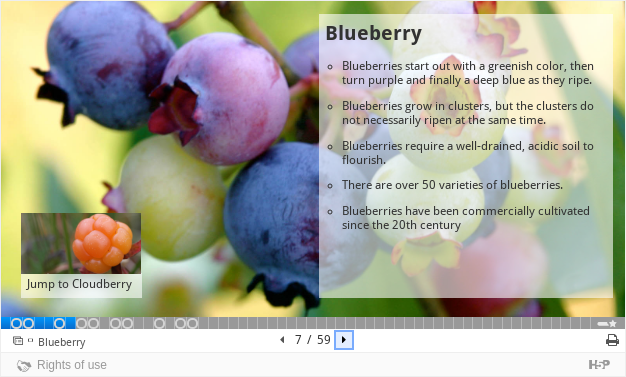 Blueberry
Blueberries start out with a greenish color, then
turn purple and finally a deep blue as they ripe.
Blueberries grow in clusters, but the clusters do
not necessarily ripen at the same time.
Blueberries require a well-drained, acidic soil to
flourish.
There are over 50 varieties of blueberries.
Blueberries have been commercially cultivated
since the 20th century
Jump to Cloudberry
Blueberry
7 / 59
Rights of use
H5P